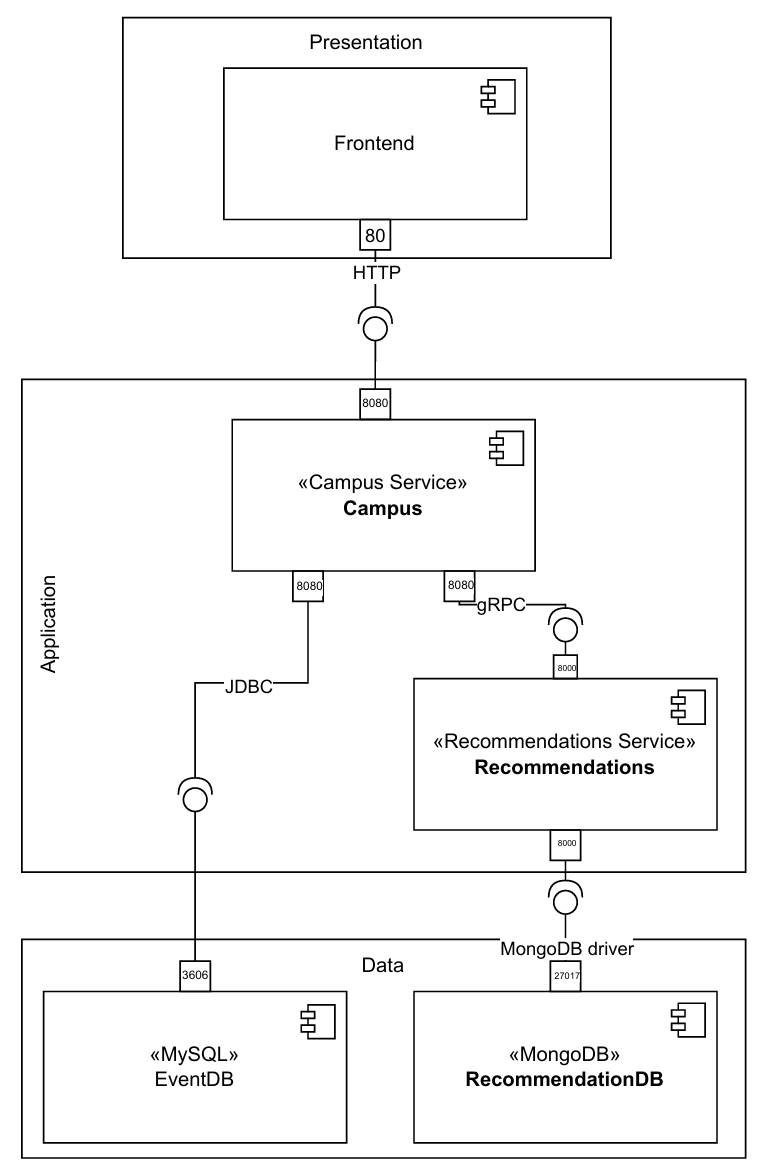 Presentation
Frontend
80
HTTP
8080
«Campus Service»
Campus
8080
8080
gRPC
Application
JDBC
8000
«Recommendations Service»
Recommendations
8000
MongoDB driver
Data
3606
27017
«MySQL»
EventDB
«MongoDB»
RecommendationDB